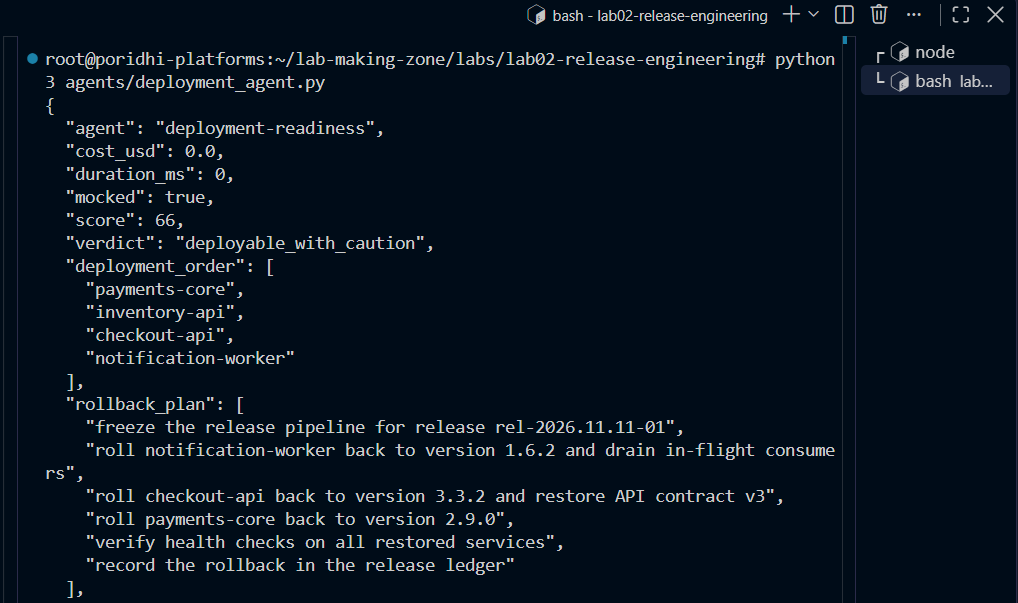 bash - lab02-release-engineering
node
bash lab...
root@poridhi-platforms:~/lab-making-zone/labs/lab02-release-engineering# python
3 agents/deployment_agent.py
{
  "agent": "deployment-readiness",
  "cost_usd": 0.0,
  "duration_ms": 0,
  "mocked": true,
  "score": 66,
  "verdict": "deployable_with_caution",
  "deployment_order": [
    "payments-core",
    "inventory-api",
    "checkout-api",
    "notification-worker"
  ],
  "rollback_plan": [
    "freeze the release pipeline for release rel-2026.11.11-01",
    "roll notification-worker back to version 1.6.2 and drain in-flight consume
rs",
    "roll checkout-api back to version 3.3.2 and restore API contract v3",
    "roll payments-core back to version 2.9.0",
    "verify health checks on all restored services",
    "record the rollback in the release ledger"
  ],